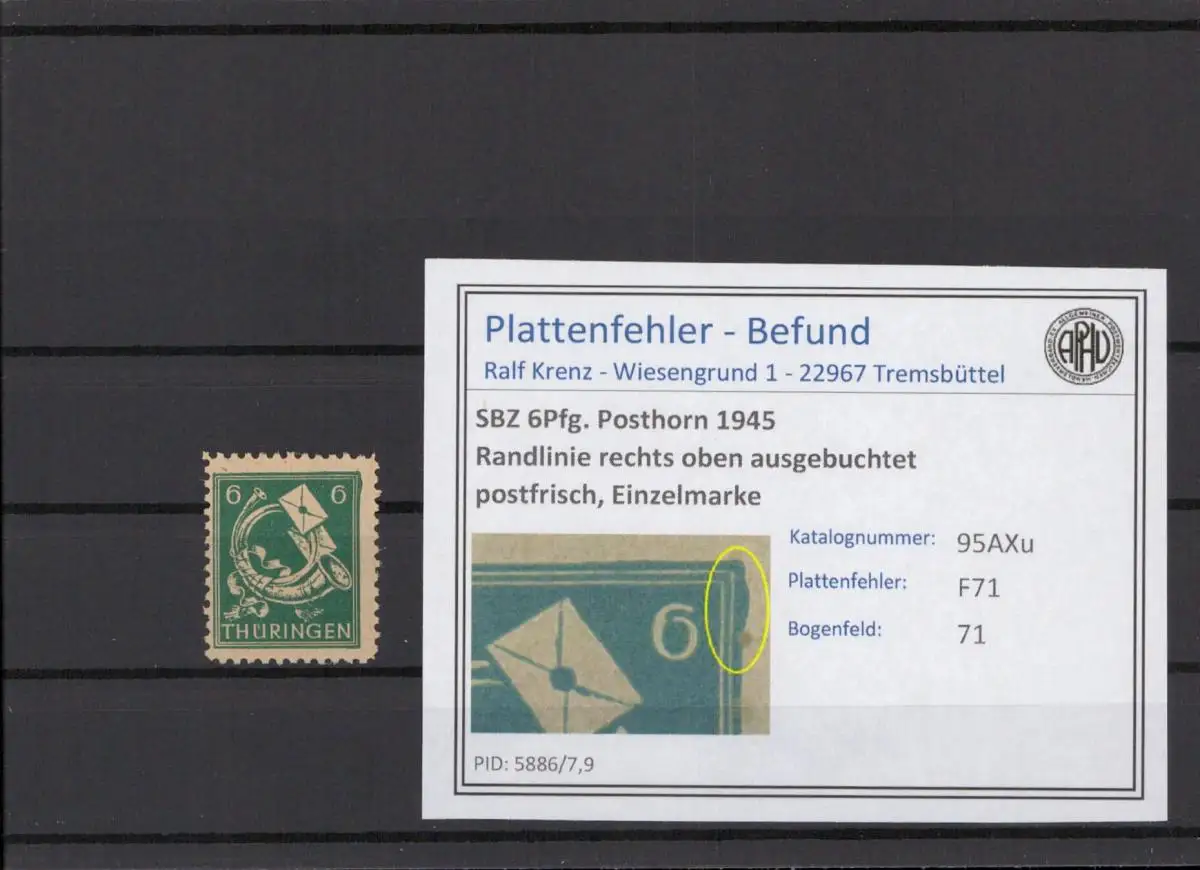 6 6
THÜRINGEN
Plattenfehler - Befund
Ralf Krenz - Wiesengrund 1 - 22967 Tremsbüttel
APHV
SBZ 6Pfg. Posthorn 1945
Randlinie rechts oben ausgebuchtet
postfrisch, Einzelmarke
6
Katalognummer: 95AXu
Plattenfehler: F71
Bogenfeld: 71
PID: 5886/7,9